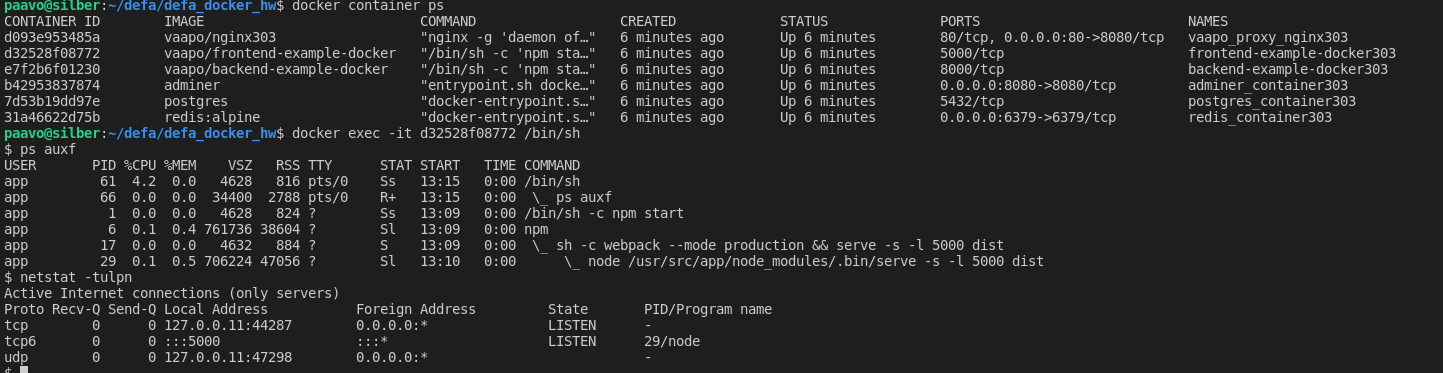 paavo@silber:~/defa/defa_docker_hw$ docker container ps
CONTAINER ID        IMAGE                           COMMAND                  CREATED             STATUS              PORTS                            NAMES
d093e953485a        vaapo/nginx303                  "nginx -g 'daemon of…"   6 minutes ago       Up 6 minutes        80/tcp, 0.0.0.0:80->8080/tcp   vaapo_proxy_nginx303
d32528f08772        vaapo/frontend-example-docker   "/bin/sh -c 'npm sta…"   6 minutes ago       Up 6 minutes        5000/tcp                       frontend-example-docker303
e7f2b6f01230        vaapo/backend-example-docker    "/bin/sh -c 'npm sta…"   6 minutes ago       Up 6 minutes        8000/tcp                       backend-example-docker303
b42953837874        adminer                         "entrypoint.sh docke…"   6 minutes ago       Up 6 minutes        0.0.0.0:8080->8080/tcp         adminer_container303
7d53b19dd97e        postgres                        "docker-entrypoint.s…"   6 minutes ago       Up 6 minutes        5432/tcp                       postgres_container303
31a46622d75b        redis:alpine                    "docker-entrypoint.s…"   6 minutes ago       Up 6 minutes        0.0.0.0:6379->6379/tcp         redis_container303
paavo@silber:~/defa/defa_docker_hw$ docker exec -it d32528f08772 /bin/sh
$ ps auxf
USER        PID %CPU %MEM    VSZ   RSS TTY      STAT START   TIME COMMAND
app          61  4.2  0.0   4628   816 pts/0    Ss   13:15   0:00 /bin/sh
app          66  0.0  0.0  34400  2788 pts/0    R+   13:15   0:00  \_ ps auxf
app           1  0.0  0.0   4628   824 ?        Ss   13:09   0:00 /bin/sh -c npm start
app           6  0.1  0.4 761736 38604 ?        Sl   13:09   0:00 npm
app          17  0.0  0.0   4632   884 ?        S    13:09   0:00  \_ sh -c webpack --mode production && serve -s -l 5000 dist
app          29  0.1  0.5 706224 47056 ?        Sl   13:10   0:00      \_ node /usr/src/app/node_modules/.bin/serve -s -l 5000 dist
$ netstat -tulpn
Active Internet connections (only servers)
Proto Recv-Q Send-Q Local Address           Foreign Address         State       PID/Program name
tcp        0      0 127.0.0.11:44287        0.0.0.0:*               LISTEN      -
tcp6       0      0 :::5000                 :::*                    LISTEN      29/node
udp        0      0 127.0.0.11:47298        0.0.0.0:*                           -
$